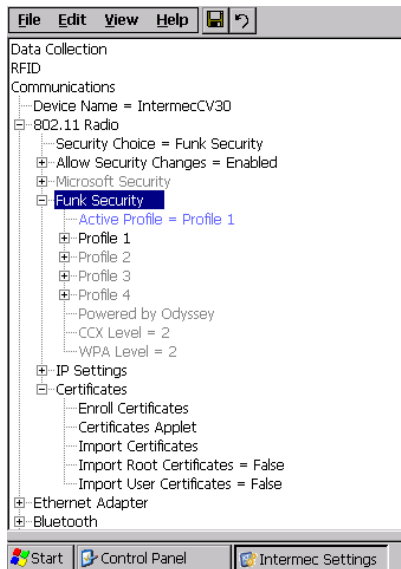 File Edit View Help
Data Collection
RFID
Communications
Device Name = IntermecCV30
802.11 Radio
Security Choice = Funk Security
Allow Security Changes = Enabled
Microsoft Security
Funk Security
Active Profile = Profile 1
Profile 1
Profile 2
Profile 3
Profile 4
Powered by Odyssey
CCX Level = 2
WPA Level = 2
IP Settings
Certificates
Enroll Certificates
Certificates Applet
Import Certificates
Import Root Certificates = False
Import User Certificates = False
Ethernet Adapter
Bluetooth
Start Control Panel Intermec Settings